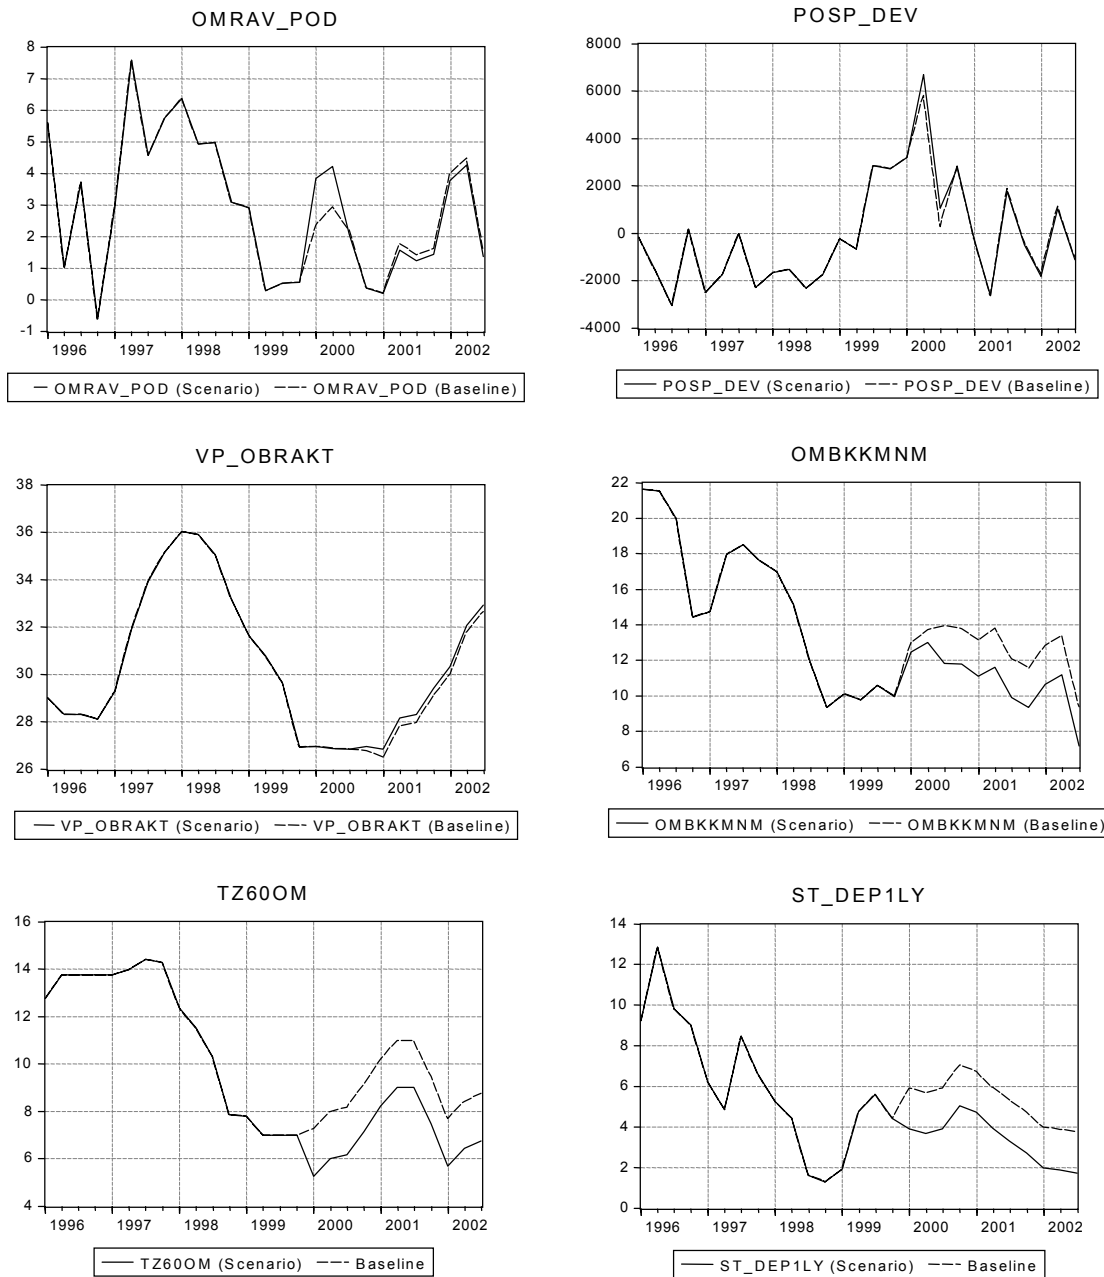 OMRAV_POD
8
7
6
5
4
3
2
1
0
-1
1996 1997 1998 1999 2000 2001 2002
OMRAV_POD (Scenario) OMRAV_POD (Baseline)
POSP_DEV
8000
6000
4000
2000
0
-2000
-4000
1996 1997 1998 1999 2000 2001 2002
POSP_DEV (Scenario) POSP_DEV (Baseline)
VP_OBRAKT
38
36
34
32
30
28
26
1996 1997 1998 1999 2000 2001 2002
VP_OBRAKT (Scenario) VP_OBRAKT (Baseline)
OMBKKMNM
22
20
18
16
14
12
10
8
6
1996 1997 1998 1999 2000 2001 2002
OMBKKMNM (Scenario) OMBKKMNM (Baseline)
TZ60OM
16
14
12
10
8
6
4
1996 1997 1998 1999 2000 2001 2002
TZ60OM (Scenario) Baseline
ST_DEP1LY
14
12
10
8
6
4
2
0
1996 1997 1998 1999 2000 2001 2002
ST_DEP1LY (Scenario) Baseline